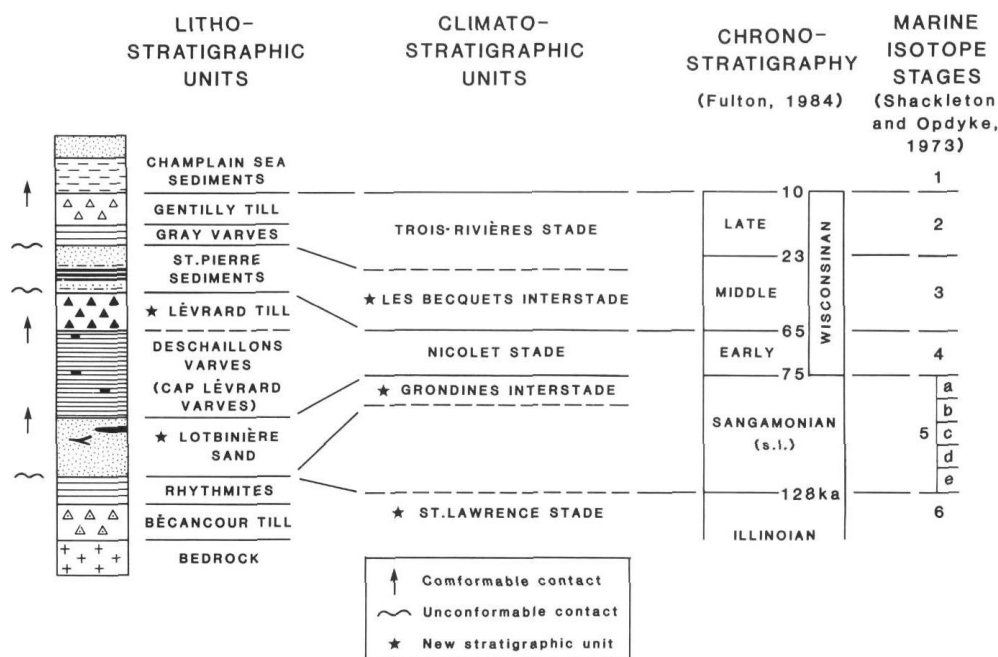 LITHO-
STRATIGRAPHIC
UNITS
CLIMATO-
STRATIGRAPHIC
UNITS
CHRONO-
STRATIGRAPHY
(Fulton, 1984)
MARINE
ISOTOPE
STAGES
(Shackleton
and Opdyke,
1973)
CHAMPLAIN SEA
SEDIMENTS
GENTILLY TILL
GRAY VARVES
ST.PIERRE
SEDIMENTS
★ LÉVRARD TILL
DESCHAILLONS
VARVES
(CAP LÉVRARD
VARVES)
★ LOTBINIÈRE
SAND
RHYTHMITES
BÉCANCOUR TILL
BEDROCK
TROIS-RIVIÈRES STADE
★ LES BECQUETS INTERSTADE
NICOLET STADE
★ GRONDINES INTERSTADE
★ ST.LAWRENCE STADE
10
LATE
23
MIDDLE
65
EARLY
75
WISCONSINAN
SANGAMONIAN
(s.l.)
128ka
ILLINOIAN
1
2
3
4
5
a
b
c
d
e
6
Comformable contact
Unconformable contact
★ New stratigraphic unit